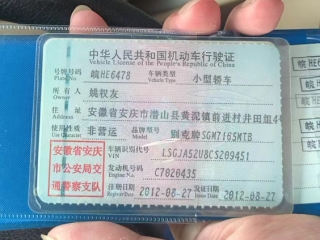 中华人民共和国机动车行驶证
Vehicle License of the People's Republic of China
号牌号码 皖HE6478 车辆类型 小型轿车
Plate No. Vehicle Type
所有人 姚权友
Owner
住址 安徽省安庆市潜山县黄泥镇前进村井田组4
Address
使用性质 非营运 品牌型号 别克牌SGM7165MTB
Use Character Model
安徽省安庆
市公安局交
通警察支队
车辆识别代号 LSGJA52U8CS209451
VIN
发动机号码 C7020435
Engine No.
注册日期 2012-08-27 发证日期 2012-08-27
Register Date Issue Date
皖HE